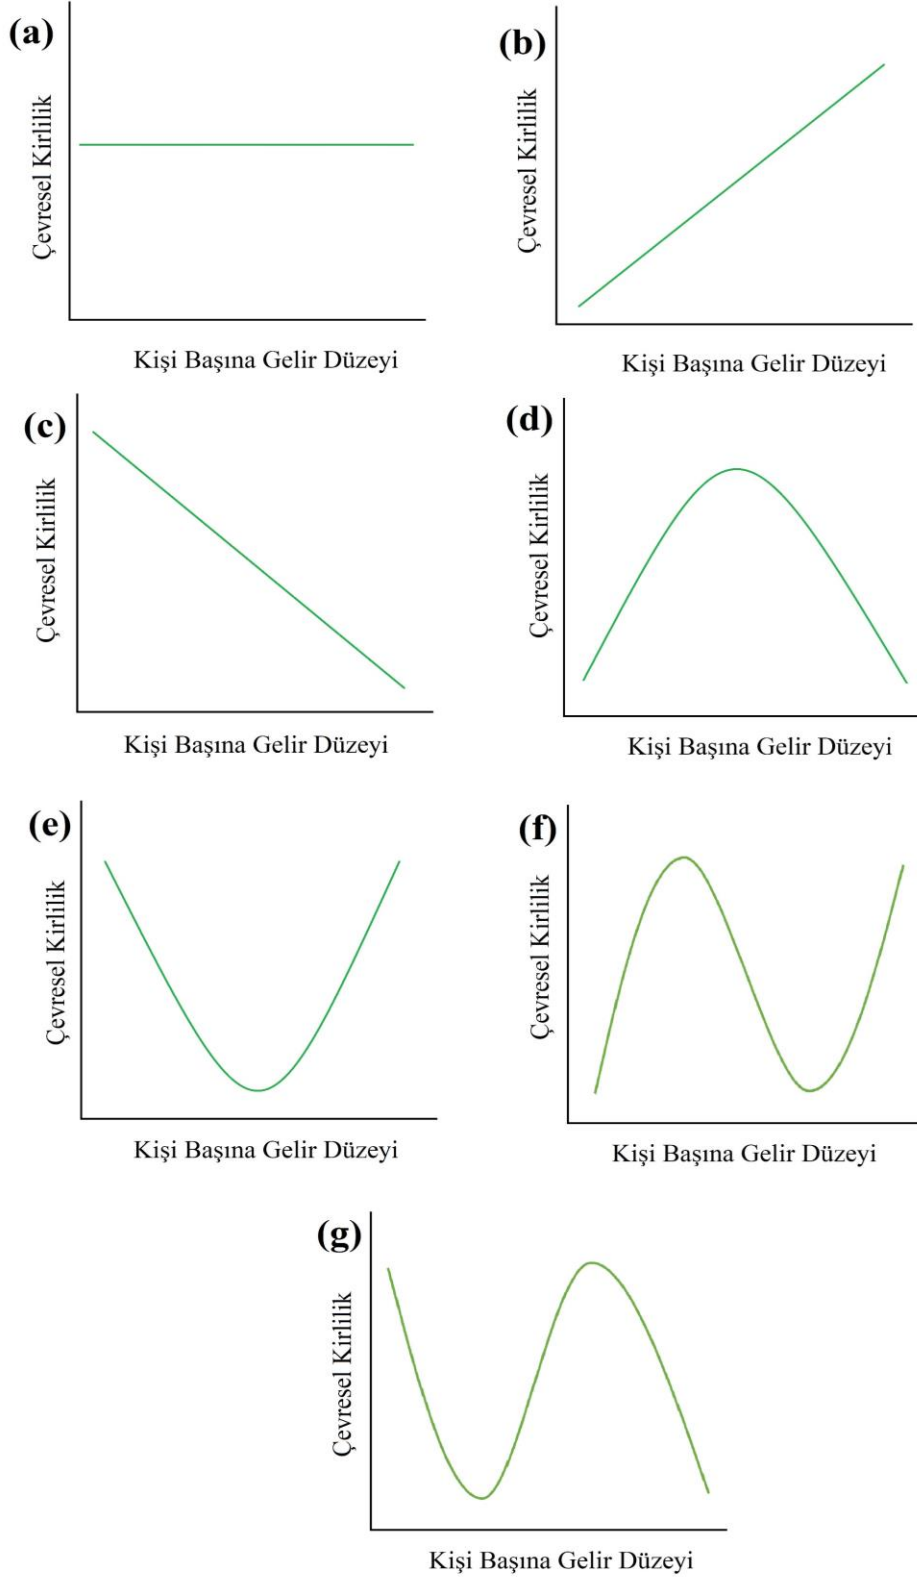 (a)
Çevresel Kirlilik
Kişi Başına Gelir Düzeyi
(b)
Çevresel Kirlilik
Kişi Başına Gelir Düzeyi
(c)
Çevresel Kirlilik
Kişi Başına Gelir Düzeyi
(d)
Çevresel Kirlilik
Kişi Başına Gelir Düzeyi
(e)
Çevresel Kirlilik
Kişi Başına Gelir Düzeyi
(f)
Çevresel Kirlilik
Kişi Başına Gelir Düzeyi
(g)
Çevresel Kirlilik
Kişi Başına Gelir Düzeyi